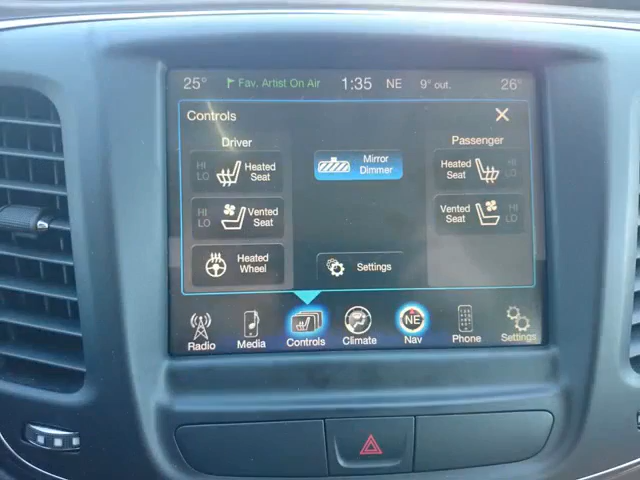 25° Fav. Artist On Air 1:35 NE 9° out. 26°
Controls X
Driver
Passenger
HI LO Heated Seat
Mirror Dimmer
Heated Seat HI LO
HI LO Vented Seat
Vented Seat HI LO
Heated Wheel
Settings
NE
Radio Media Controls Climate Nav Phone Settings